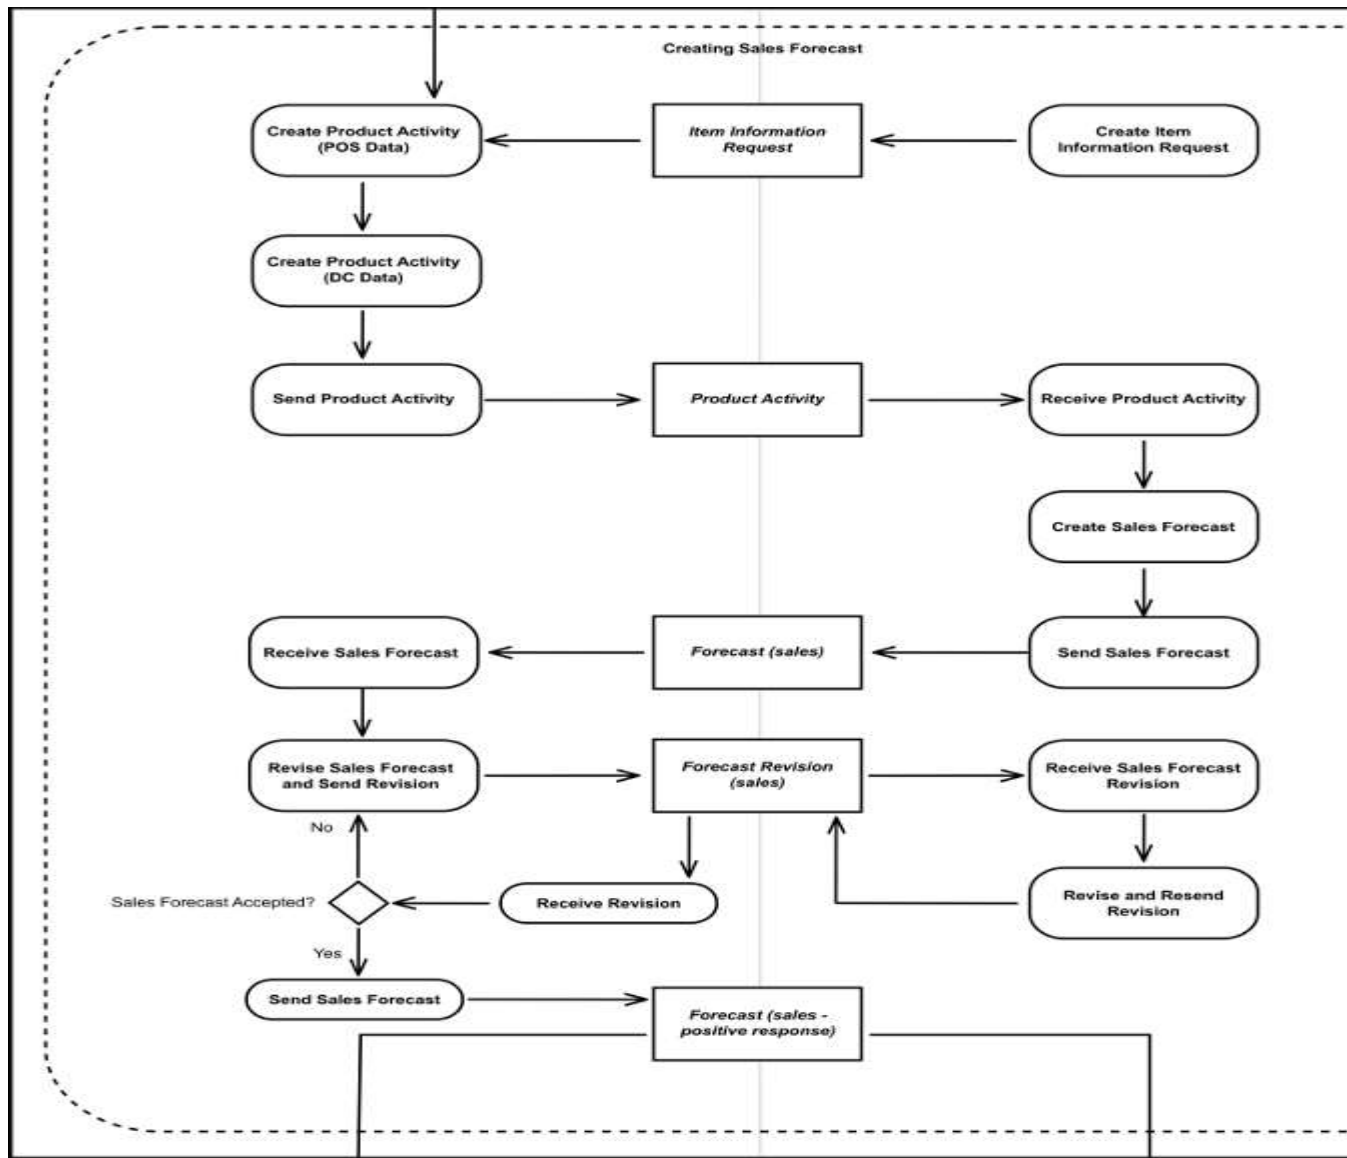 Creating Sales Forecast
Create Product Activity
(POS Data)
Item Information
Request
Create Item
Information Request
Create Product Activity
(DC Data)
Send Product Activity
Product Activity
Receive Product Activity
Create Sales Forecast
Receive Sales Forecast
Forecast (sales)
Send Sales Forecast
Revise Sales Forecast
and Send Revision
Forecast Revision
(sales)
Receive Sales Forecast
Revision
No
Sales Forecast Accepted?
Receive Revision
Revise and Resend
Revision
Yes
Send Sales Forecast
Forecast (sales -
positive response)